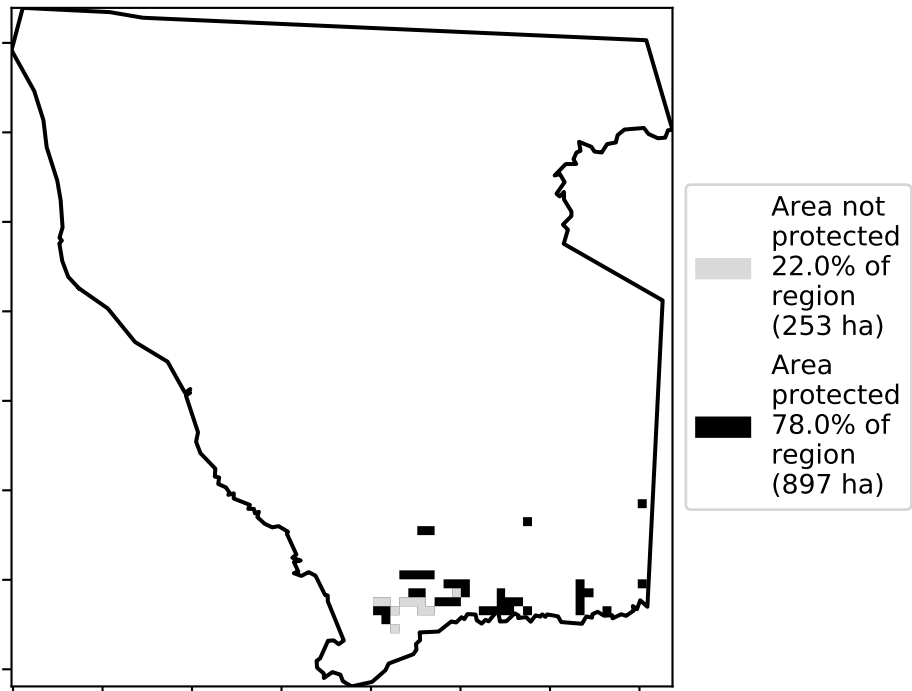 Area not
protected
22.0% of
region
(253 ha)
Area
protected
78.0% of
region
(897 ha)